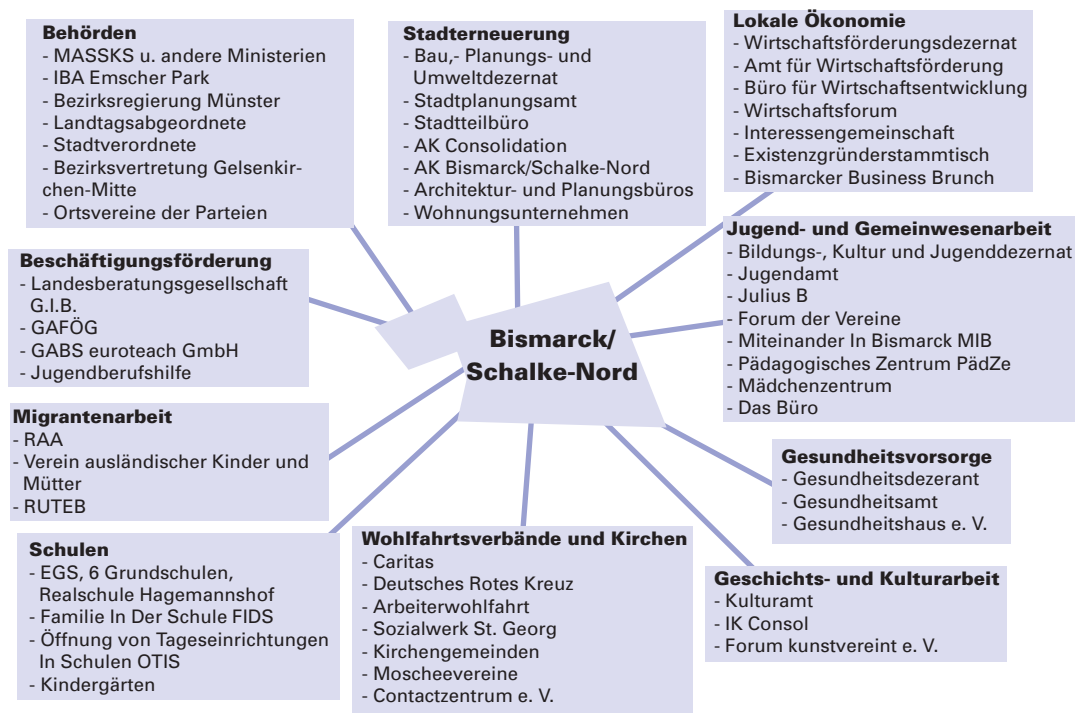 Behörden
- MASSKS u. andere Ministerien
- IBA Emscher Park
- Bezirksregierung Münster
- Landtagsabgeordnete
- Stadtverordnete
- Bezirksvertretung Gelsenkir-
chen-Mitte
- Ortsvereine der Parteien
Stadterneuerung
- Bau,- Planungs- und
Umweltdezernat
- Stadtplanungsamt
- Stadtteilbüro
- AK Consolidation
- AK Bismarck/Schalke-Nord
- Architektur- und Planungsbüros
- Wohnungsunternehmen
Lokale Ökonomie
- Wirtschaftsförderungsdezernat
- Amt für Wirtschaftsförderung
- Büro für Wirtschaftsentwicklung
- Wirtschaftsforum
- Interessengemeinschaft
- Existenzgründerstammtisch
- Bismarcker Business Brunch
Beschäftigungsförderung
- Landesberatungsgesellschaft
G.I.B.
- GAFÖG
- GABS euroteach GmbH
- Jugendberufshilfe
Bismarck/
Schalke-Nord
Jugend- und Gemeinwesenarbeit
- Bildungs-, Kultur und Jugenddezernat
- Jugendamt
- Julius B
- Forum der Vereine
- Miteinander In Bismarck MIB
- Pädagogisches Zentrum PädZe
- Mädchenzentrum
- Das Büro
Migrantenarbeit
- RAA
- Verein ausländischer Kinder und
Mütter
- RUTEB
Gesundheitsvorsorge
- Gesundheitsdezerant
- Gesundheitsamt
- Gesundheitshaus e. V.
Schulen
- EGS, 6 Grundschulen,
Realschule Hagemannshof
- Familie In Der Schule FIDS
- Öffnung von Tageseinrichtungen
In Schulen OTIS
- Kindergärten
Wohlfahrtsverbände und Kirchen
- Caritas
- Deutsches Rotes Kreuz
- Arbeiterwohlfahrt
- Sozialwerk St. Georg
- Kirchengemeinden
- Moscheevereine
- Contactzentrum e. V.
Geschichts- und Kulturarbeit
- Kulturamt
- IK Consol
- Forum kunstvereint e. V.